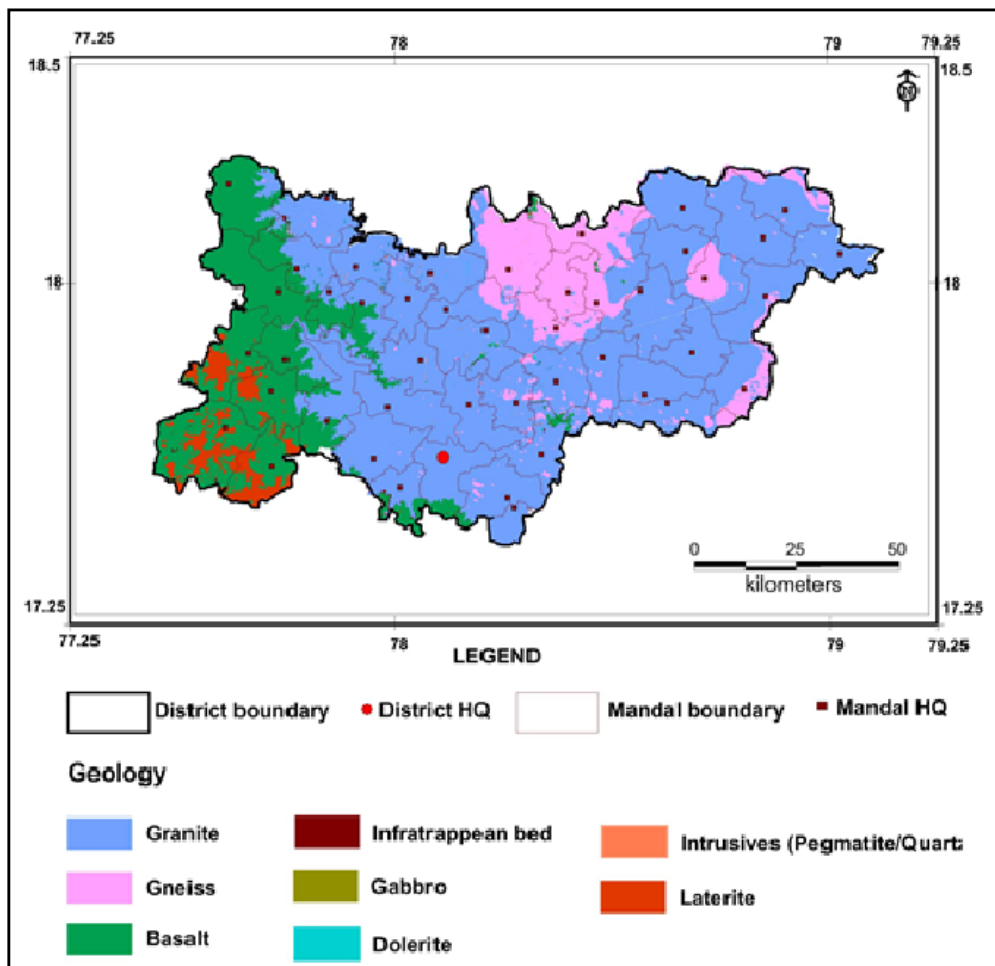 77.25 78 79 79.25
18.5 18.5
N
18 18
0 25 50
kilometers
17.25 17.25
77.25 78 79 79.25
LEGEND
District boundary District HQ Mandal boundary Mandal HQ
Geology
Granite Infratrappean bed Intrusives (Pegmatite/Quart
Gneiss Gabbro Laterite
Basalt Dolerite